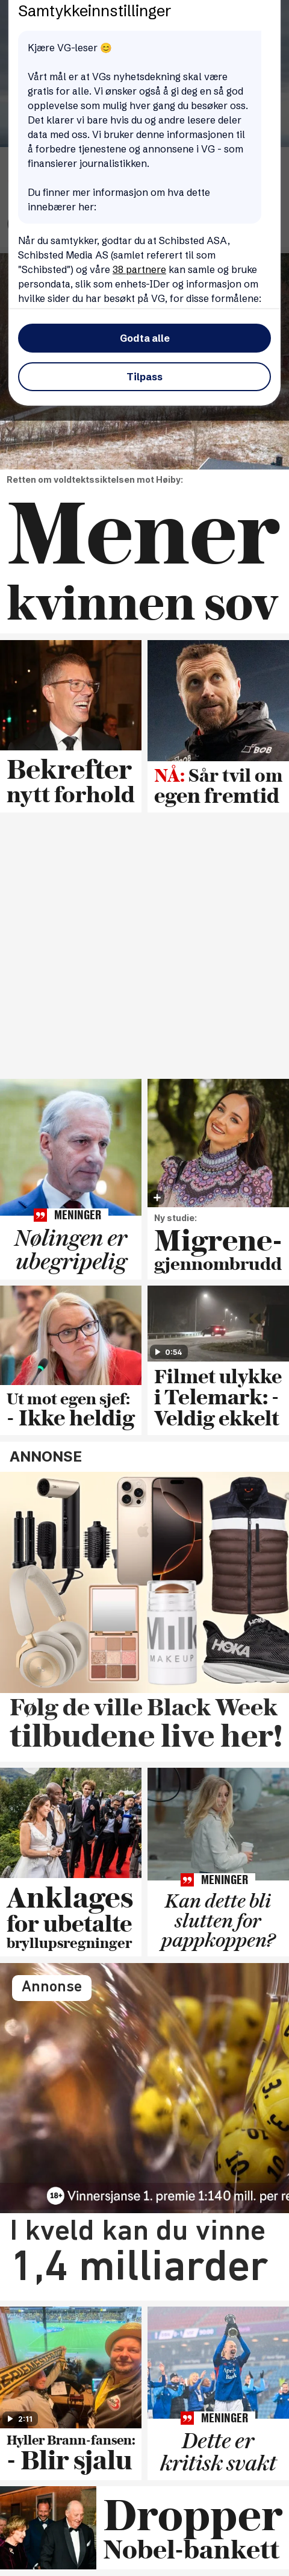 Samtykkeinnstillinger
Kjære VG-leser 😊
Vårt mål er at VGs nyhetsdekning skal være
gratis for alle. Vi ønsker også å gi deg en så god
opplevelse som mulig hver gang du besøker oss.
Det klarer vi bare hvis du og andre lesere deler
data med oss. Vi bruker denne informasjonen til
å forbedre tjenestene og annonsene i VG - som
finansierer journalistikken.
Du finner mer informasjon om hva dette
innebærer her:
Når du samtykker, godtar du at Schibsted ASA,
Schibsted Media AS (samlet referert til som
"Schibsted") og våre 38 partnere kan samle og bruke
persondata, slik som enhets-IDer og informasjon om
hvilke sider du har besøkt på VG, for disse formålene:
Godta alle
Tilpass
Retten om voldtektssiktelsen mot Høiby:
Mener
kvinnen sov
BOB
Bekrefter
nytt forhold
NÅ: Sår tvil om
egen fremtid
MENINGER
Nølingen er
ubegripelig
Ny studie:
Migrene-
gjennombrudd
Ut mot egen sjef:
- Ikke heldig
0:54
Filmet ulykke
i Telemark: -
Veldig ekkelt
ANNONSE
MILK
MAKEUP
HOKA
Følg de ville Black Week
tilbudene live her!
Anklages
for ubetalte
bryllupsregninger
MENINGER
Kan dette bli
slutten for
pappkoppen?
Annonse
18+ Vinnersjanse 1. premie 1:140 mill. per re
I kveld kan du vinne
1,4 milliarder
2:11
Hyller Brann-fansen:
- Blir sjalu
MENINGER
Dette er
kritisk svakt
Dropper
Nobel-bankett